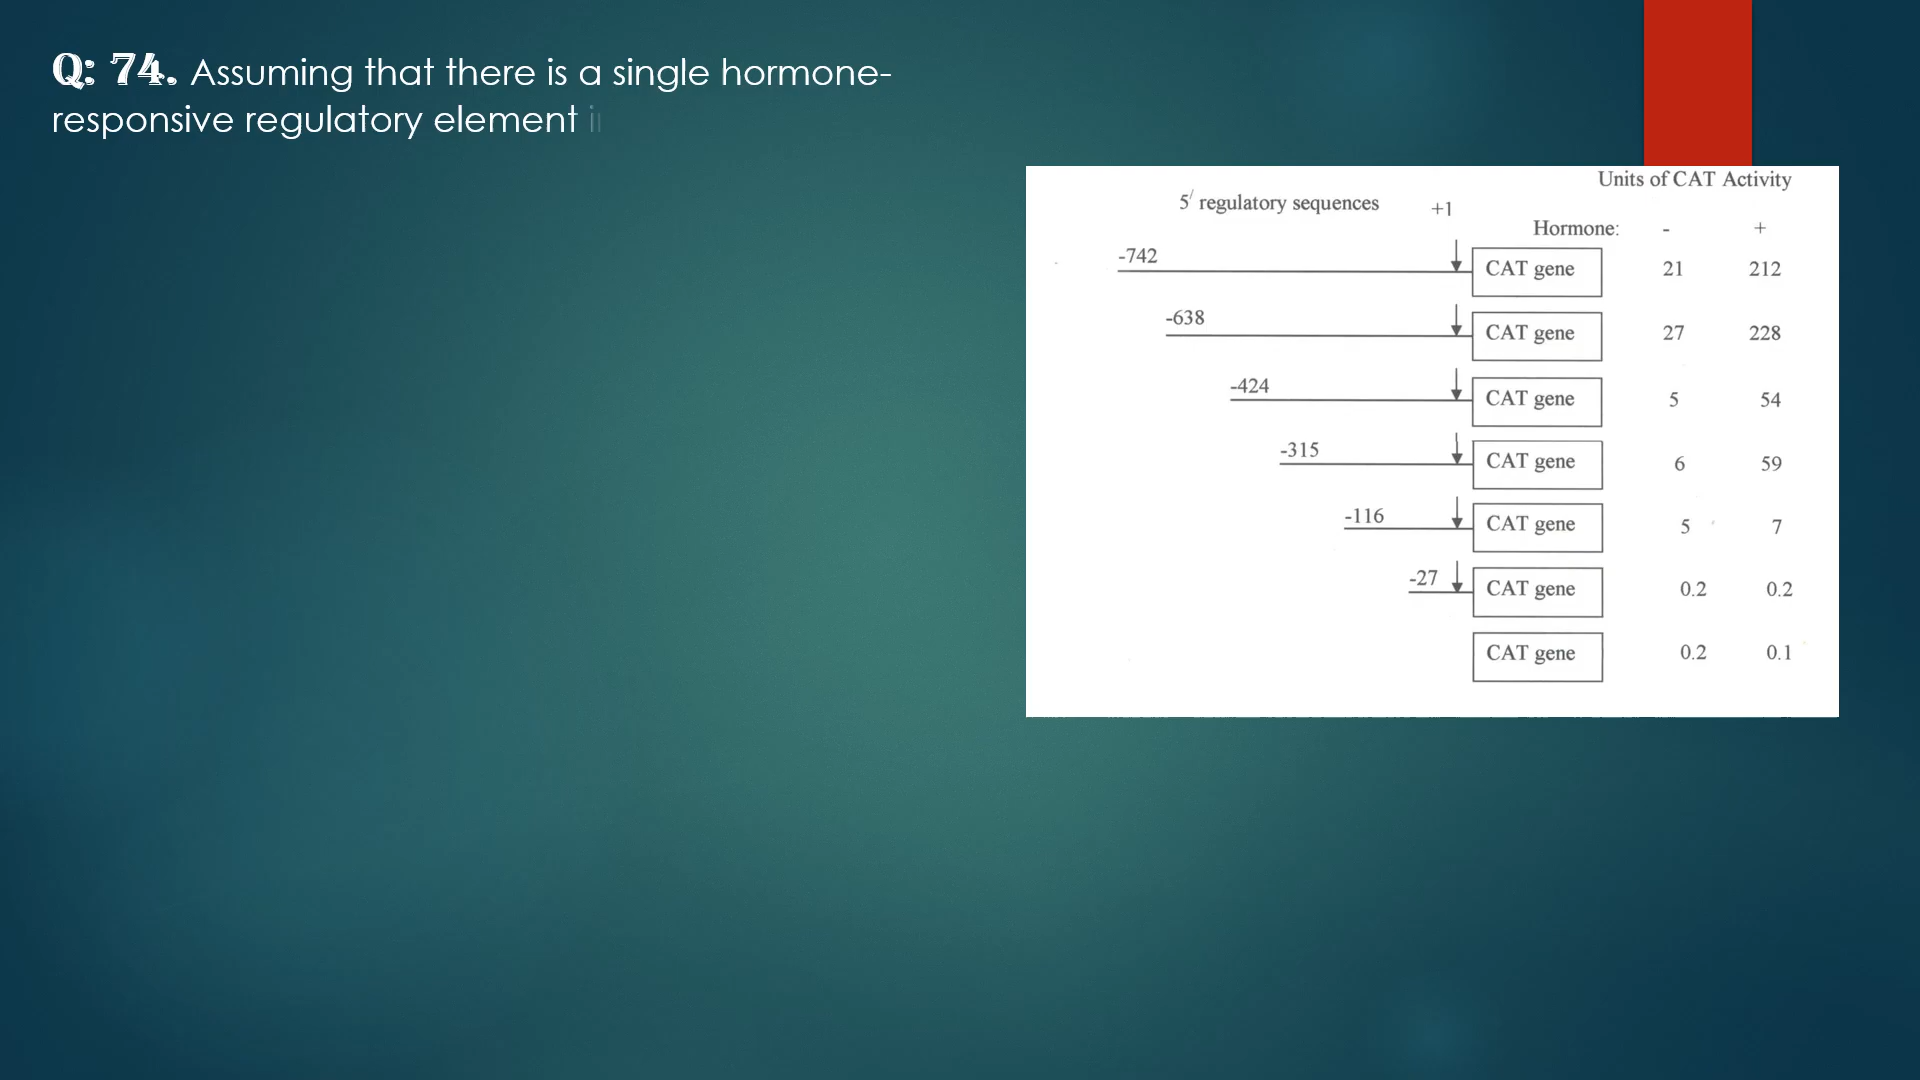 Q: 74. Assuming that there is a single hormone-
responsive regulatory element
Units of CAT Activity
5/ regulatory sequences +1
Hormone: - +
-742 CAT gene 21 212
-638 CAT gene 27 228
-424 CAT gene 5 54
-315 CAT gene 6 59
-116 CAT gene 5 7
-27 CAT gene 0.2 0.2
CAT gene 0.2 0.1